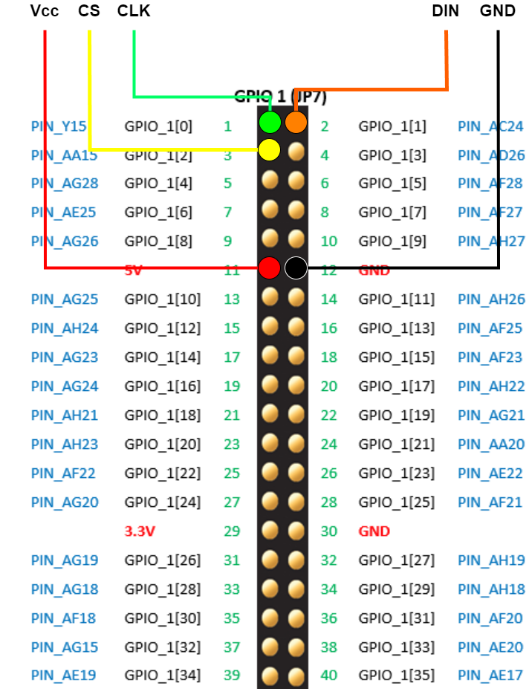 Vcc CS CLK DIN GND
GPIO 1 (JP7)
PIN_Y15 GPIO_1[0] 1 2 GPIO_1[1] PIN_AC24
PIN_AA15 GPIO_1[2] 3 4 GPIO_1[3] PIN_AD26
PIN_AG28 GPIO_1[4] 5 6 GPIO_1[5] PIN_AF28
PIN_AE25 GPIO_1[6] 7 8 GPIO_1[7] PIN_AF27
PIN_AG26 GPIO_1[8] 9 10 GPIO_1[9] PIN_AH27
5V 11 12 GND
PIN_AG25 GPIO_1[10] 13 14 GPIO_1[11] PIN_AH26
PIN_AH24 GPIO_1[12] 15 16 GPIO_1[13] PIN_AF25
PIN_AG23 GPIO_1[14] 17 18 GPIO_1[15] PIN_AF23
PIN_AG24 GPIO_1[16] 19 20 GPIO_1[17] PIN_AH22
PIN_AH21 GPIO_1[18] 21 22 GPIO_1[19] PIN_AG21
PIN_AH23 GPIO_1[20] 23 24 GPIO_1[21] PIN_AA20
PIN_AF22 GPIO_1[22] 25 26 GPIO_1[23] PIN_AE22
PIN_AG20 GPIO_1[24] 27 28 GPIO_1[25] PIN_AF21
3.3V 29 30 GND
PIN_AG19 GPIO_1[26] 31 32 GPIO_1[27] PIN_AH19
PIN_AG18 GPIO_1[28] 33 34 GPIO_1[29] PIN_AH18
PIN_AF18 GPIO_1[30] 35 36 GPIO_1[31] PIN_AF20
PIN_AG15 GPIO_1[32] 37 38 GPIO_1[33] PIN_AE20
PIN_AE19 GPIO_1[34] 39 40 GPIO_1[35] PIN_AE17